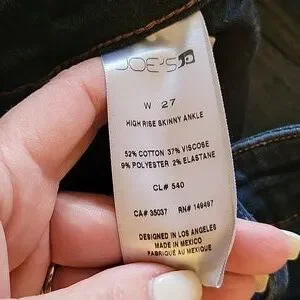 JOE'S
W 27
HIGH RISE SKINNY ANKLE
52% COTTON 37% VISCOSE
9% POLYESTER 2% ELASTANE
CL# 540
CA# 35037 RN# 149497
DESIGNED IN LOS ANGELES
MADE IN MEXICO
FABRIQUÉ AU MEXIQUE